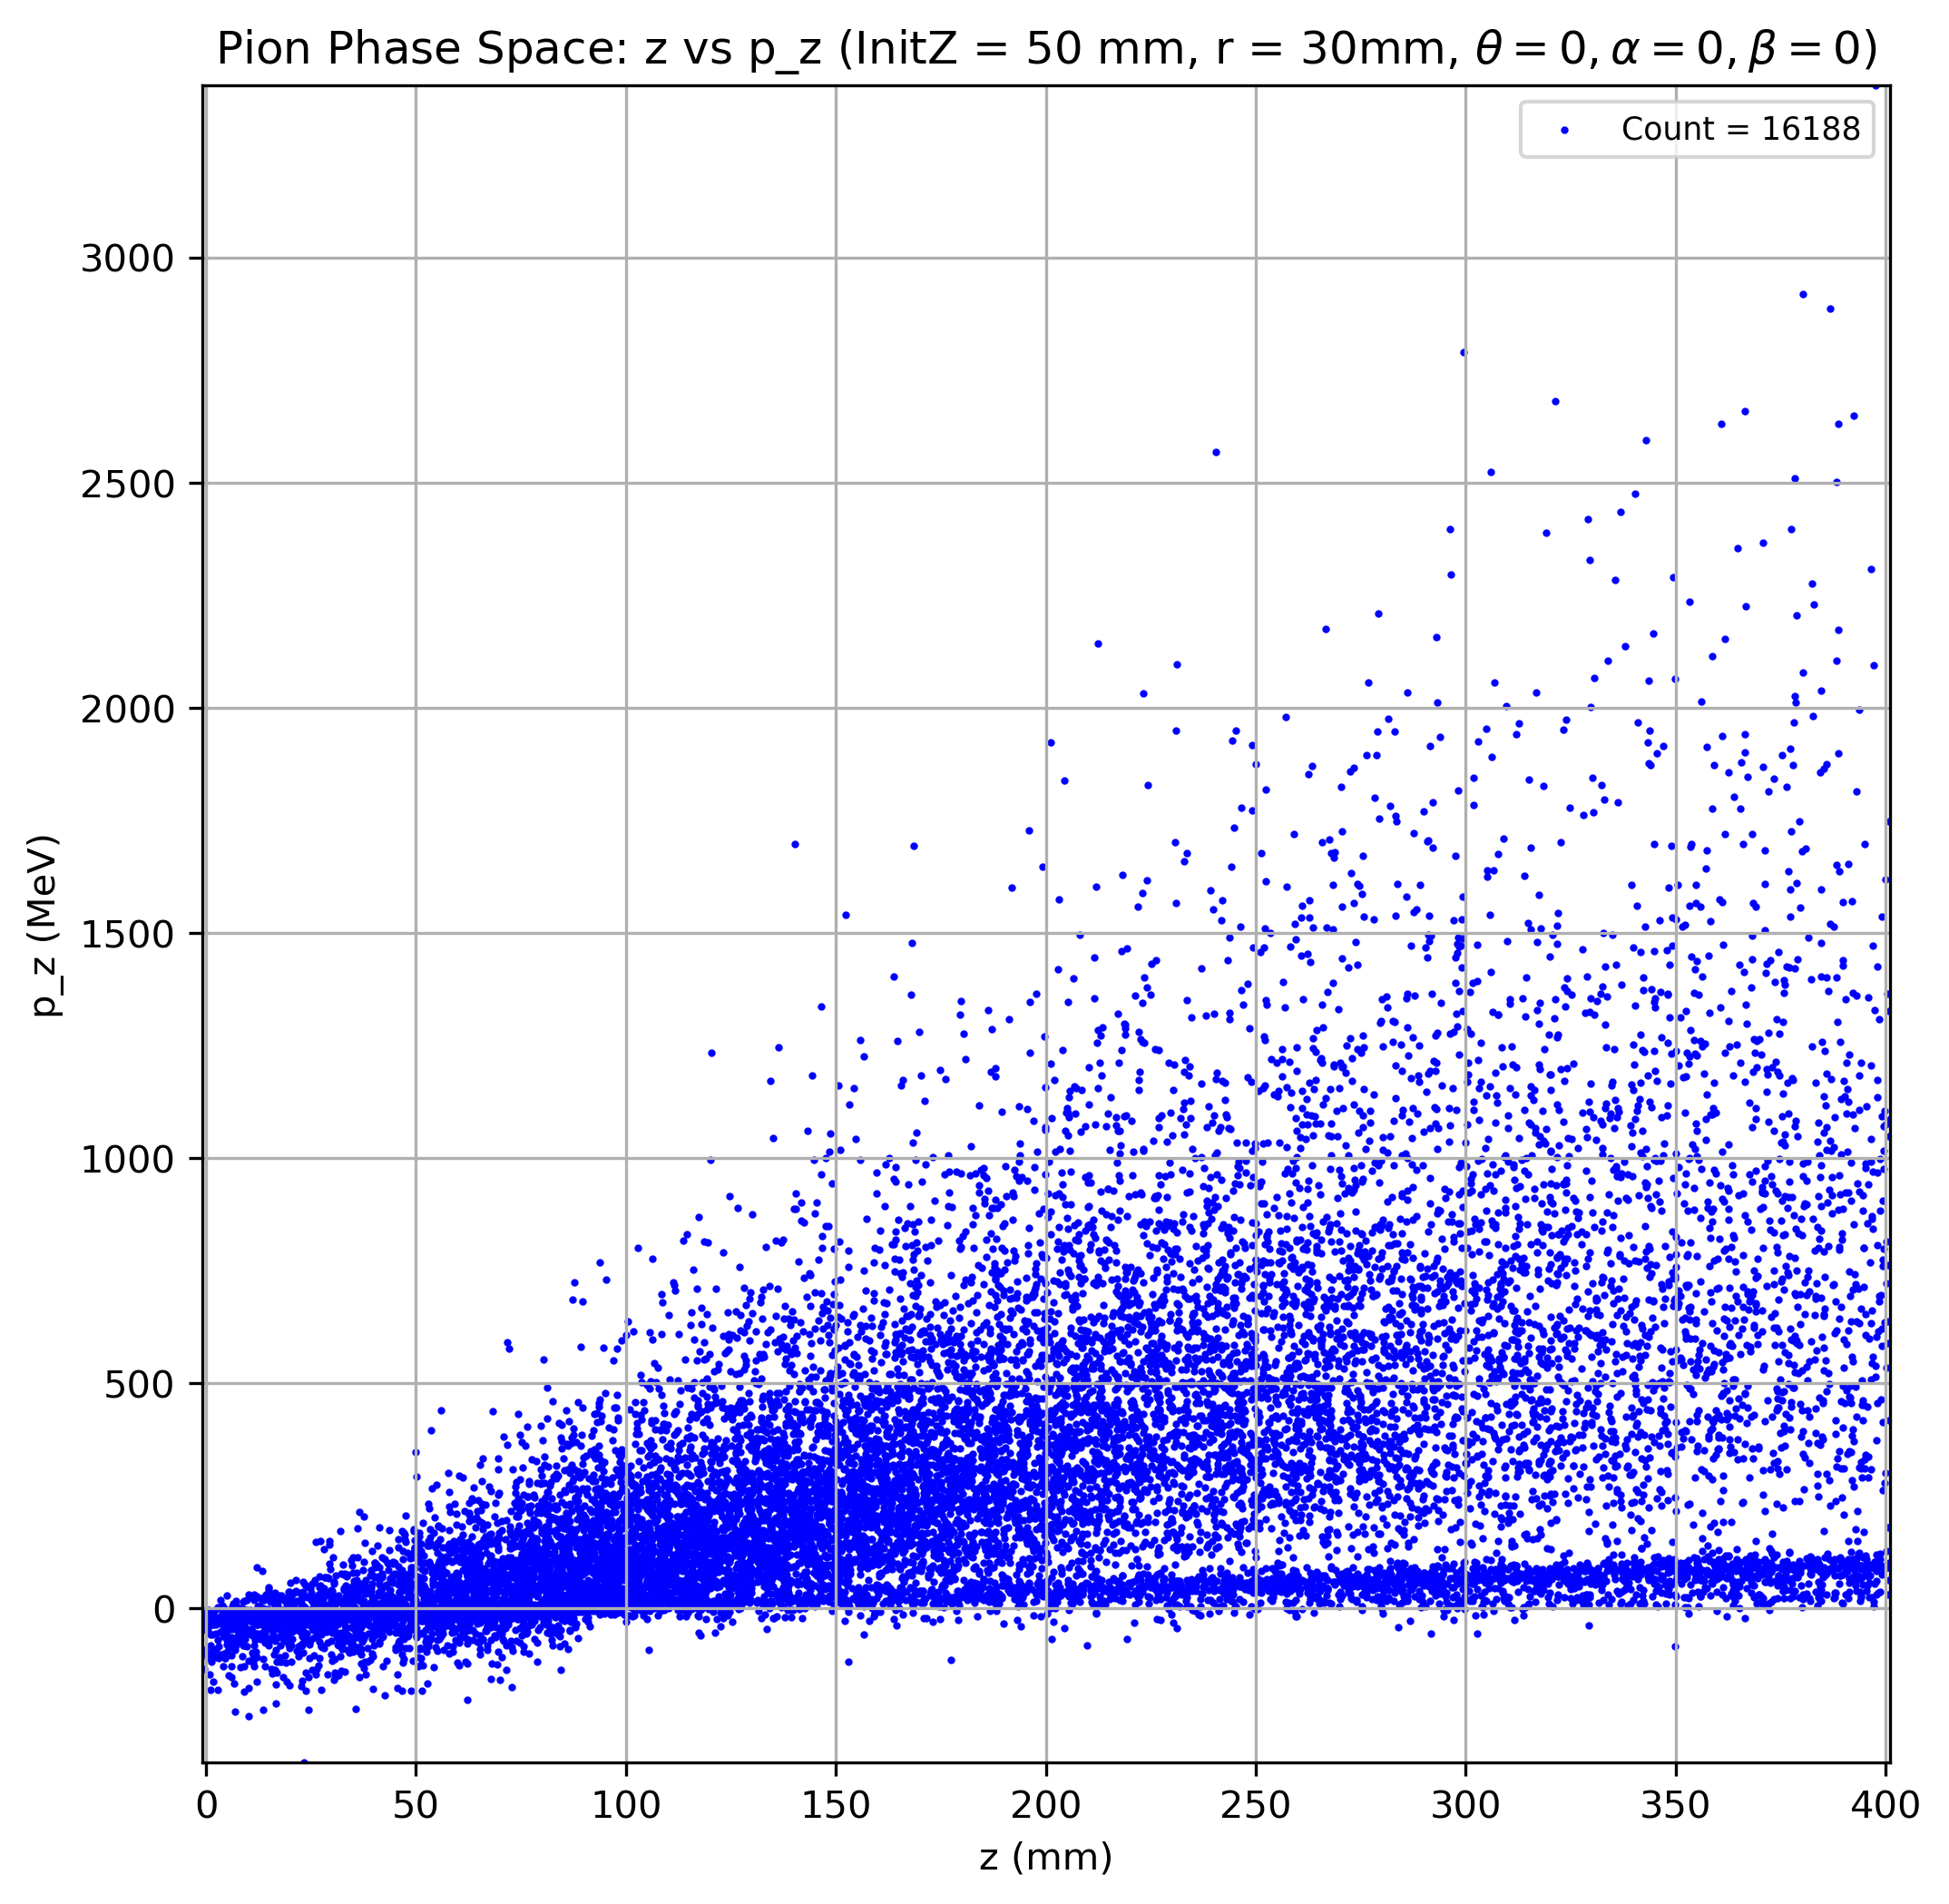 Pion Phase Space: z vs p_z (InitZ = 50 mm, r = 30mm, θ = 0, α = 0, β = 0)
Count = 16188
3000
2500
2000
1500
1000
500
0
p_z (MeV)
0 50 100 150 200 250 300 350 400
z (mm)